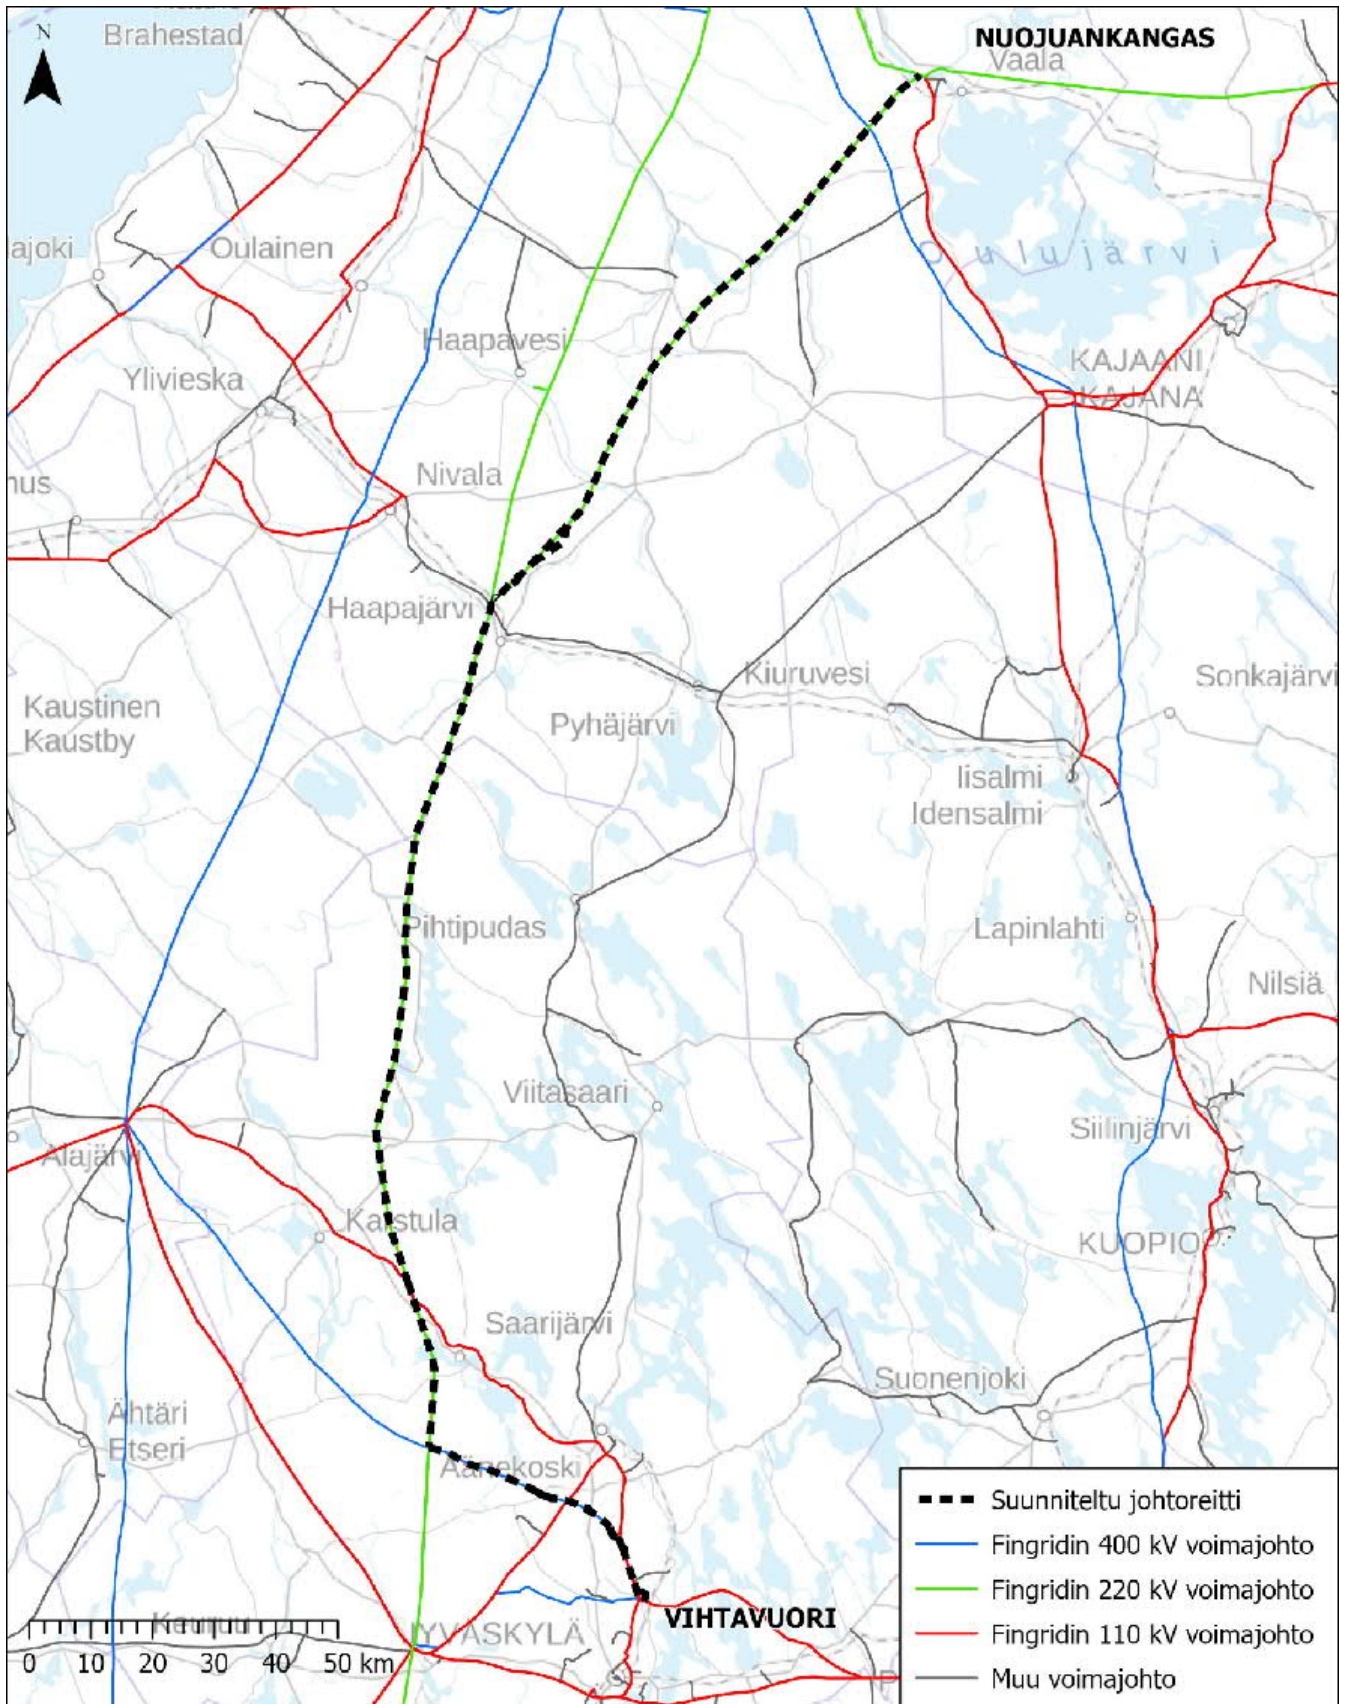 N
Brahestad
NUOJUANKANGAS
Vaala
ajoki
Oulainen
Oulujärvi
Haapavesi
Ylivieska
KAJAANI
KAJANA
Nivala
nus
Haapajärvi
Kiuruvesi
Sonkajärvi
Kaustinen
Kaustby
Pyhäjärvi
Iisalmi
Idensalmi
Pihtipudas
Lapinlahti
Nilsiä
Viitasaari
Siilinjärvi
Alajärvi
Karstula
KUOPIO
Saarijärvi
Suonenjoki
Ähtäri
Etseri
Äänekoski
Suunniteltu johtoreitti
Fingridin 400 kV voimajohto
Fingridin 220 kV voimajohto
Fingridin 110 kV voimajohto
Muu voimajohto
VIHTAVUORI
Keuruu
JYVÄSKYLÄ
0 10 20 30 40 50 km